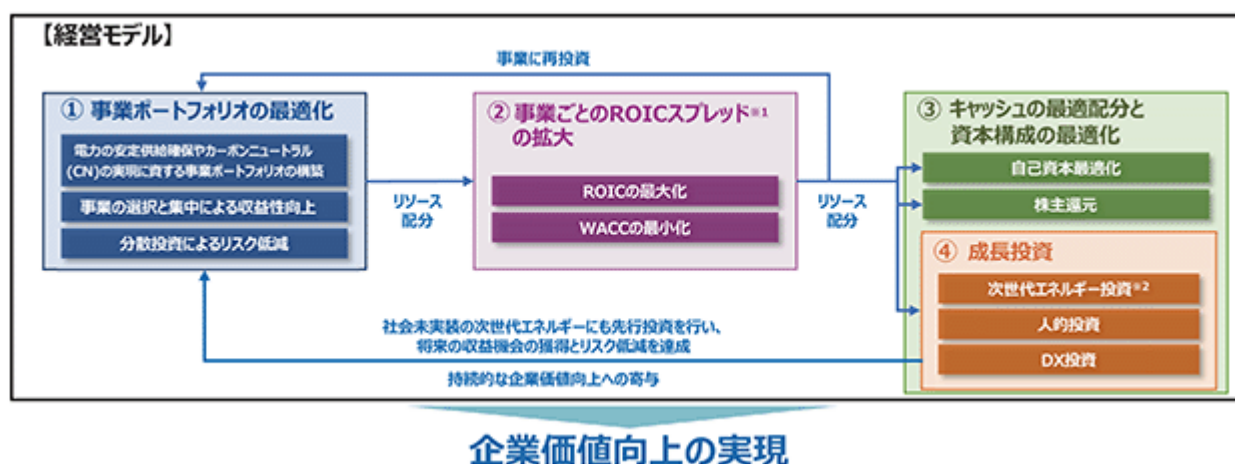 【経営モデル】
事業に再投資
① 事業ポートフォリオの最適化
電力の安定供給確保やカーボンニュートラル
(CN)の実現に資する事業ポートフォリオの構築
事業の選択と集中による収益性向上
分散投資によるリスク低減
リソース
配分
② 事業ごとのROICスプレッド※1
の拡大
ROICの最大化
WACCの最小化
リソース
配分
③ キャッシュの最適配分と
資本構成の最適化
自己資本最適化
株主還元
④ 成長投資
次世代エネルギー投資※2
人的投資
DX投資
社会未実装の次世代エネルギーにも先行投資を行い、
将来の収益機会の獲得とリスク低減を達成
持続的な企業価値向上への寄与
企業価値向上の実現